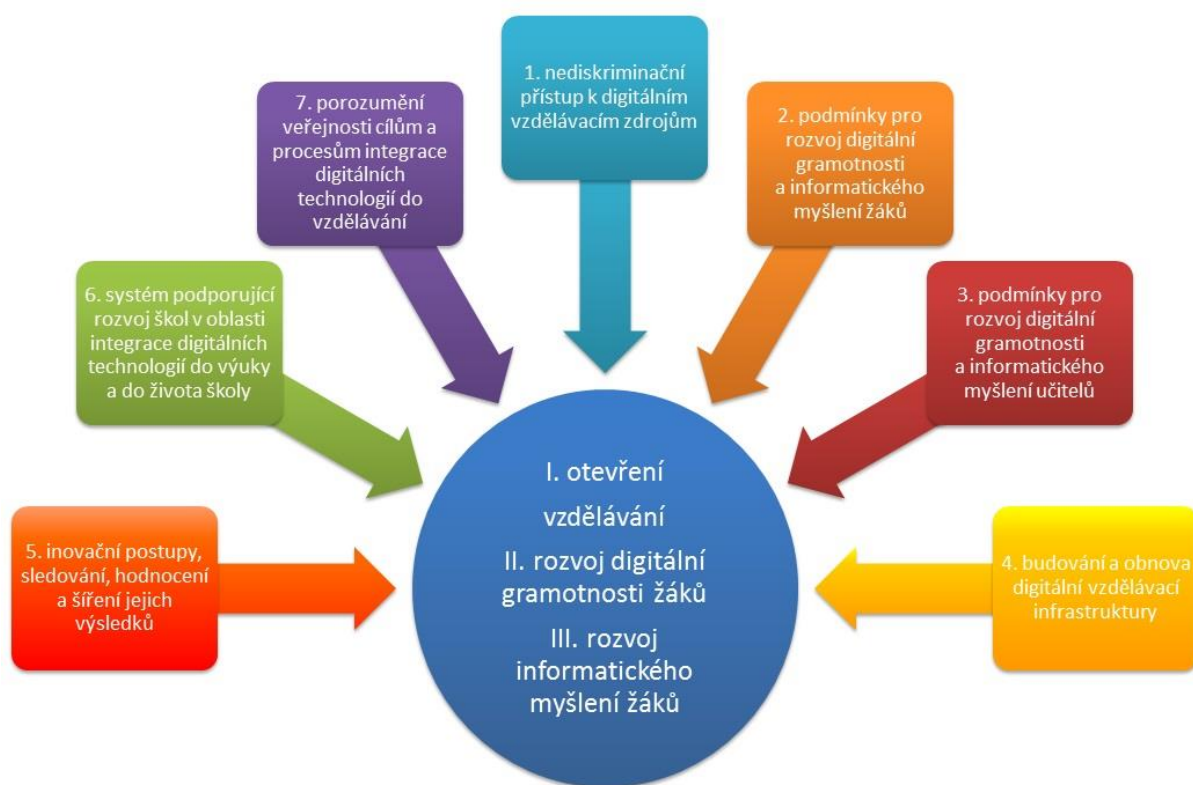 1. nediskriminační
přístup k digitálním
vzdělávacím zdrojům
2. podmínky pro
rozvoj digitální
gramotnosti
a informatického
myšlení žáků
3. podmínky pro
rozvoj digitální
gramotnosti
a informatického
myšlení učitelů
4. budování a obnova
digitální vzdělávací
infrastruktury
5. inovační postupy,
sledování, hodnocení
a šíření jejich
výsledků
6. systém podporující
rozvoj škol v oblasti
integrace digitálních
technologií do výuky
a do života školy
7. porozumění
veřejnosti cílům a
procesům integrace
digitálních
technologií do
vzdělávání
I. otevření
vzdělávání
II. rozvoj digitální
gramotnosti žáků
III. rozvoj
informatického
myšlení žáků